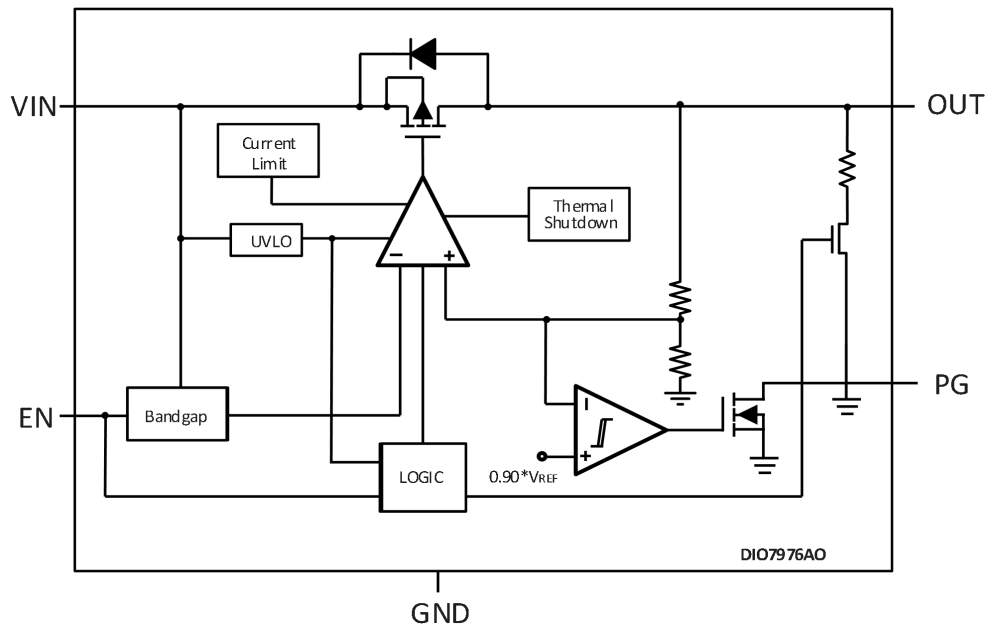 VIN
OUT
Current
Limit
Thermal
Shutdown
UVLO
− +
EN
Bandgap
PG
LOGIC
−
+
0.90*VREF
DIO7976AO
GND